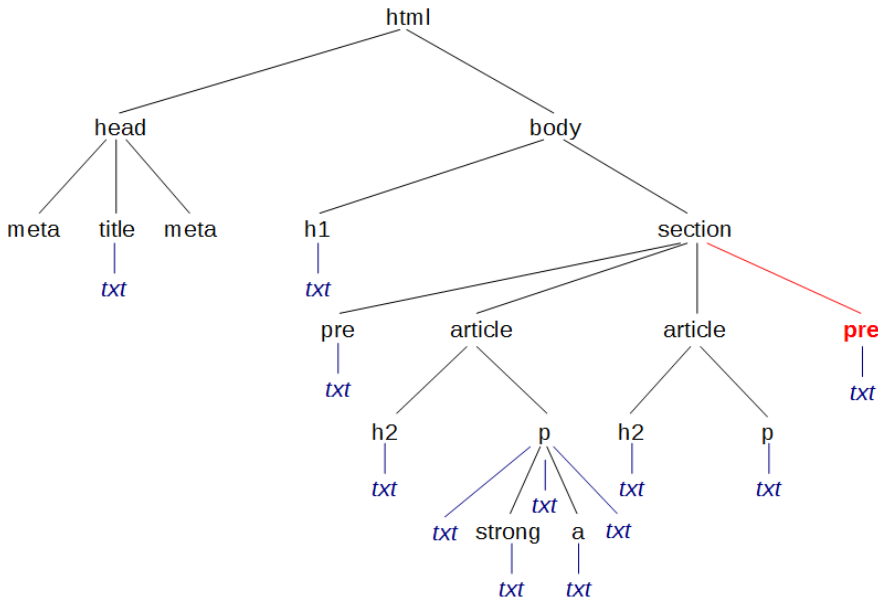 html
head body
meta title meta h1 section
txt txt
pre article article pre
txt txt
h2 p h2 p
txt txt txt txt
txt strong a txt
txt txt